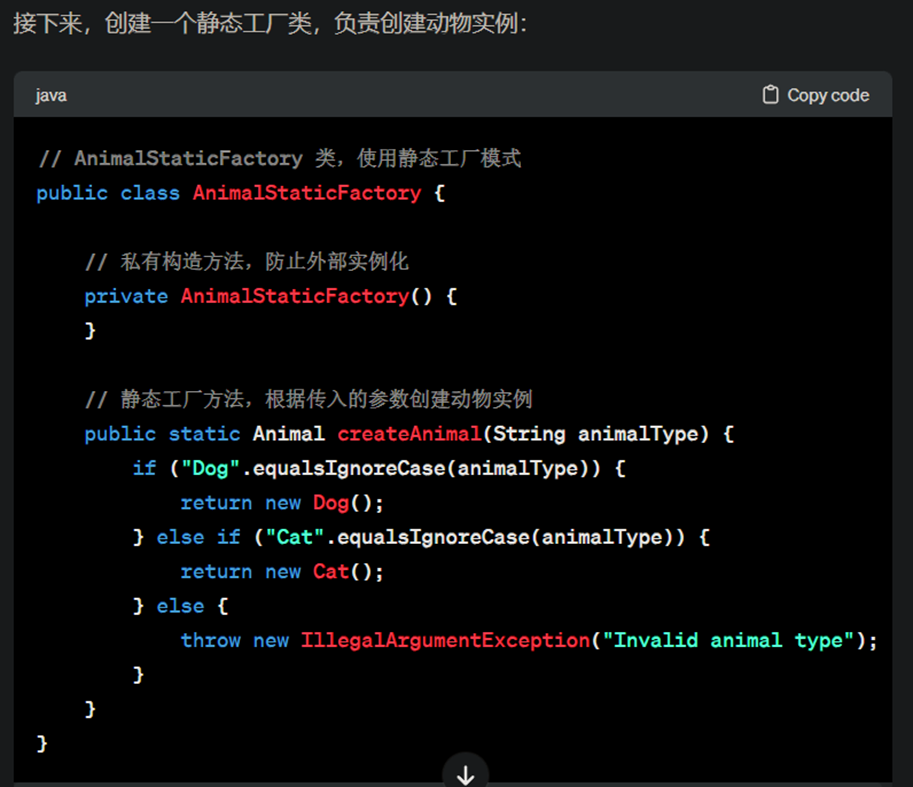 接下来，创建一个静态工厂类，负责创建动物实例：
java
Copy code
// AnimalStaticFactory 类，使用静态工厂模式
public class AnimalStaticFactory {
// 私有构造方法，防止外部实例化
private AnimalStaticFactory() {
}
// 静态工厂方法，根据传入的参数创建动物实例
public static Animal createAnimal(String animalType) {
if ("Dog".equalsIgnoreCase(animalType)) {
return new Dog();
} else if ("Cat".equalsIgnoreCase(animalType)) {
return new Cat();
} else {
throw new IllegalArgumentException("Invalid animal type");
}
}
}